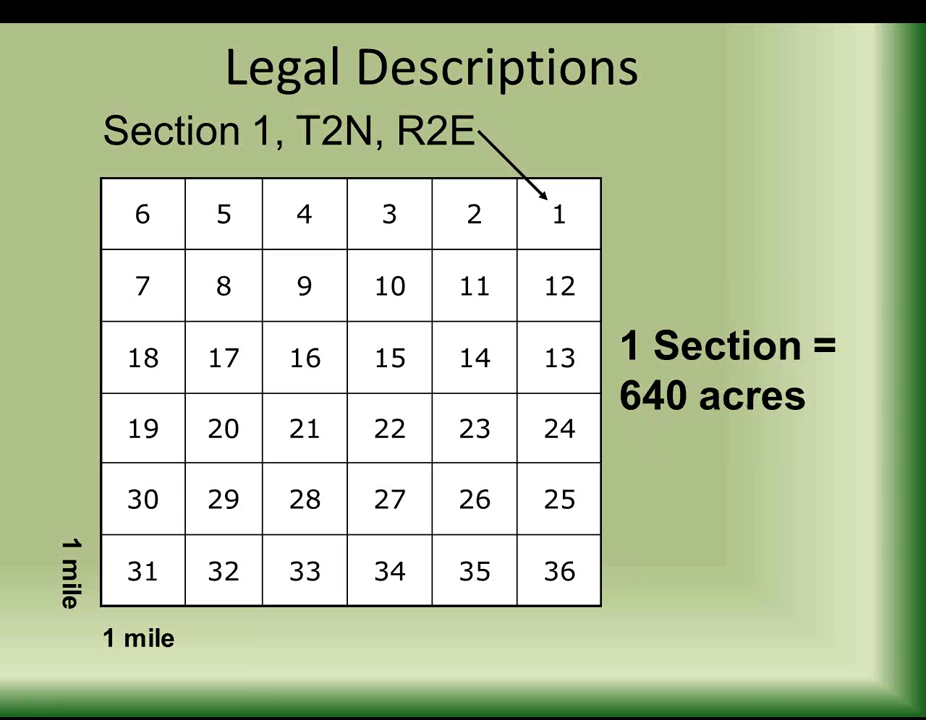 Legal Descriptions
Section 1, T2N, R2E
6 5 4 3 2 1
7 8 9 10 11 12
18 17 16 15 14 13
19 20 21 22 23 24
30 29 28 27 26 25
31 32 33 34 35 36
1 Section =
640 acres
1 mile
1 mile